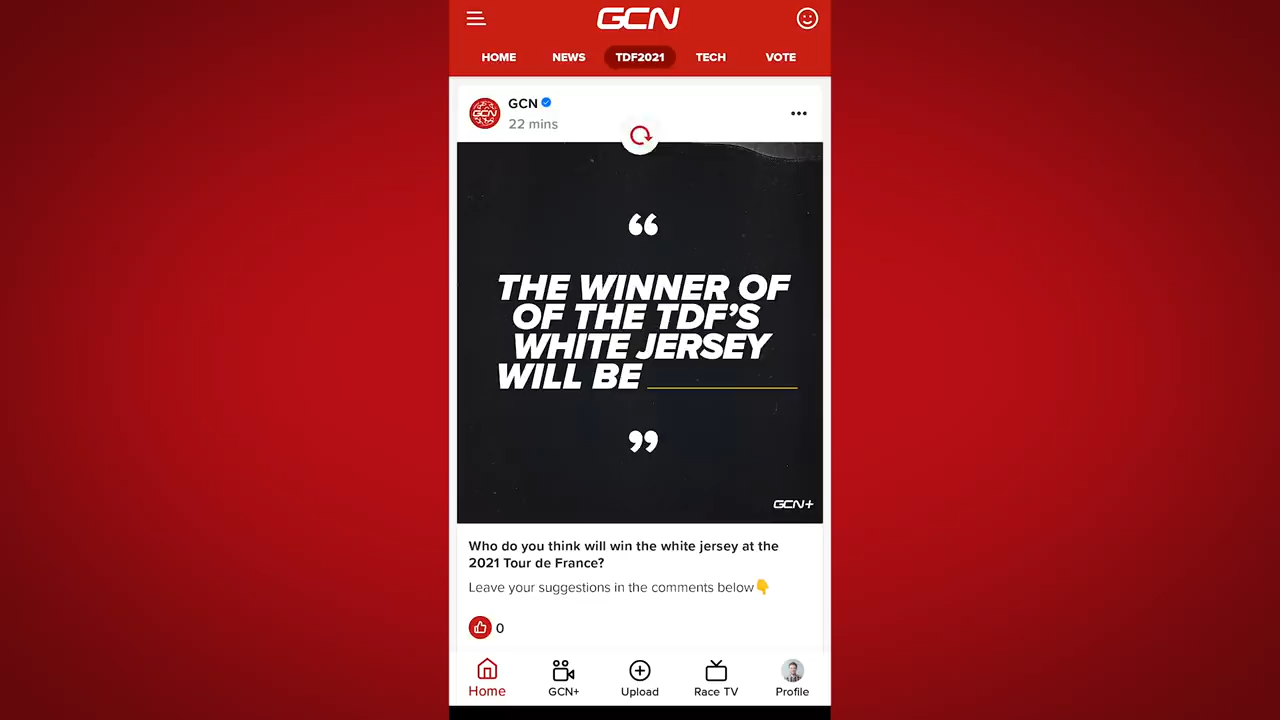 GCN
HOME NEWS TDF2021 TECH VOTE
GCN
GCN
22 mins
“
THE WINNER OF
OF THE TDF’S
WHITE JERSEY
WILL BE __________
”
GCN+
Who do you think will win the white jersey at the
2021 Tour de France?
Leave your suggestions in the comments below👇
0
Home GCN+ Upload Race TV Profile